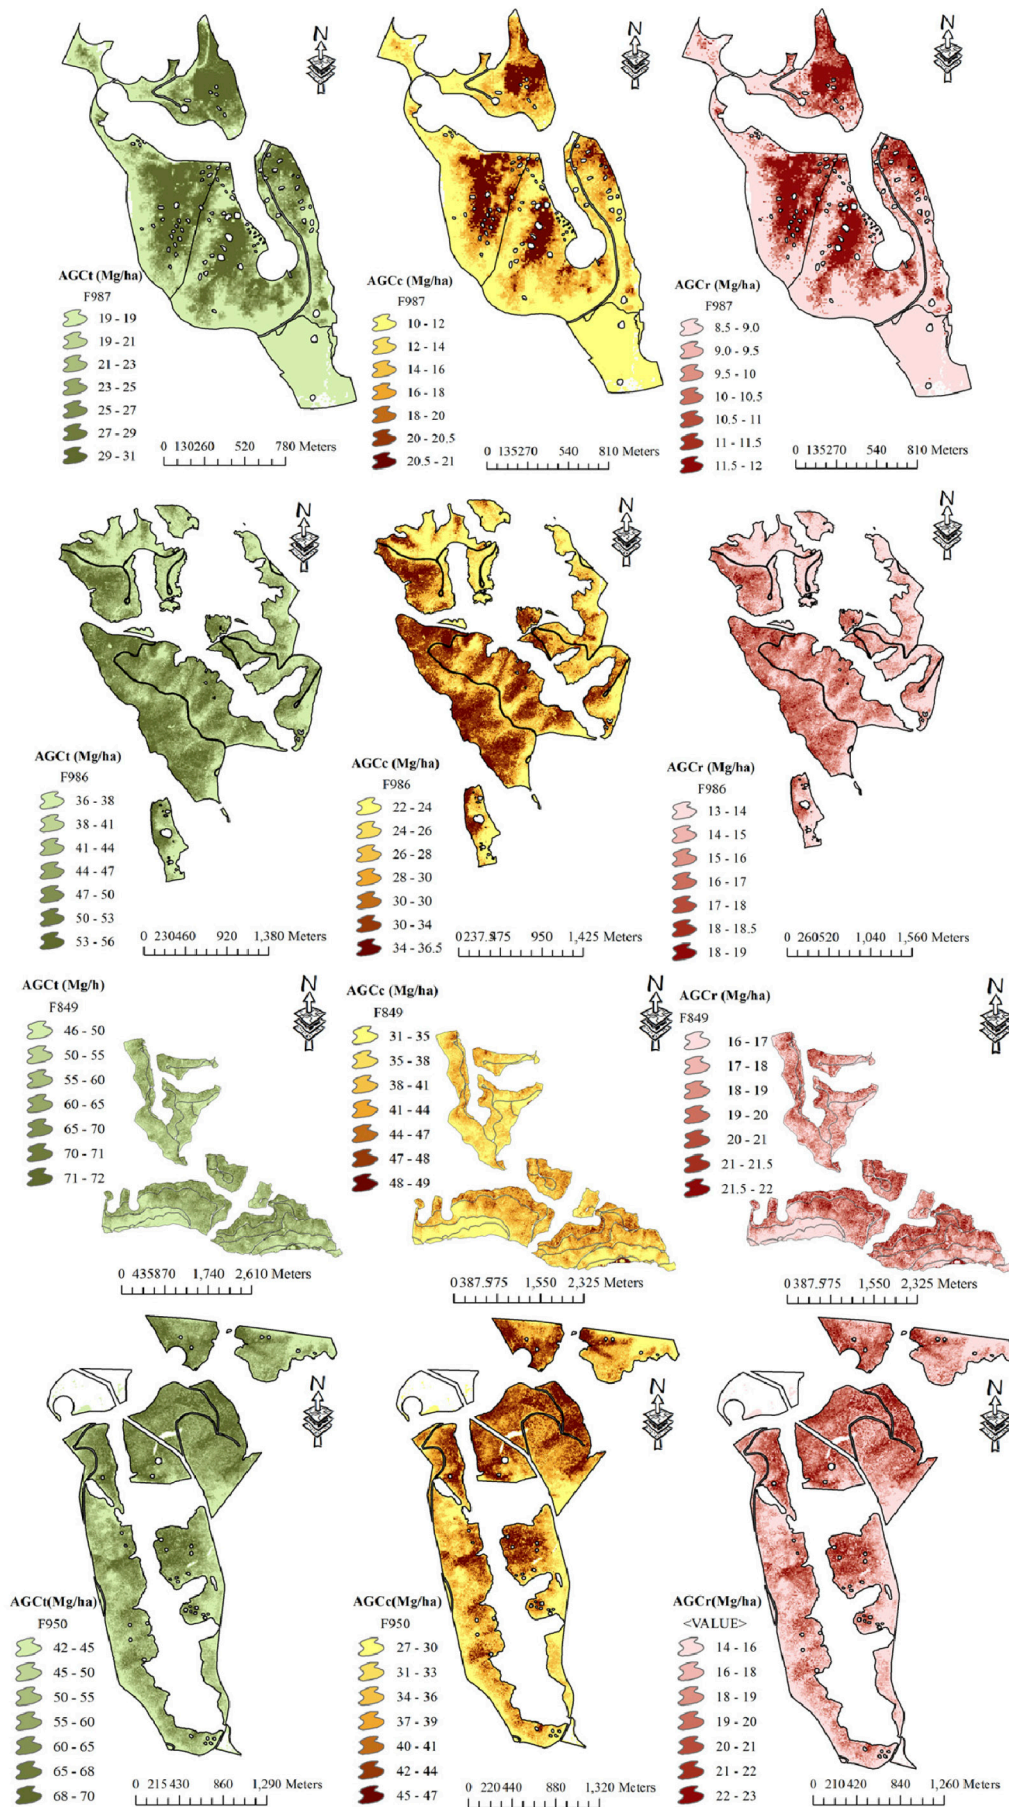 N
N
N
AGCt (Mg/ha)
F987
19 - 19
19 - 21
21 - 23
23 - 25
25 - 27
27 - 29
29 - 31
0 130260 520 780 Meters
AGCc (Mg/ha)
F987
10 - 12
12 - 14
14 - 16
16 - 18
18 - 20
20 - 20.5
20.5 - 21
0 135270 540 810 Meters
AGCr (Mg/ha)
F987
8.5 - 9.0
9.0 - 9.5
9.5 - 10
10 - 10.5
10.5 - 11
11 - 11.5
11.5 - 12
0 135270 540 810 Meters
N
N
N
AGCt (Mg/ha)
F986
36 - 38
38 - 41
41 - 44
44 - 47
47 - 50
50 - 53
53 - 56
0 230460 920 1,380 Meters
AGCc (Mg/ha)
F986
22 - 24
24 - 26
26 - 28
28 - 30
30 - 30
30 - 34
34 - 36.5
0 237.5475 950 1,425 Meters
AGCr (Mg/ha)
F986
13 - 14
14 - 15
15 - 16
16 - 17
17 - 18
18 - 18.5
18 - 19
0 260520 1,040 1,560 Meters
N
N
N
AGCt (Mg/h)
F849
46 - 50
50 - 55
55 - 60
60 - 65
65 - 70
70 - 71
71 - 72
0 435870 1,740 2,610 Meters
AGCc (Mg/ha)
F849
31 - 35
35 - 38
38 - 41
41 - 44
44 - 47
47 - 48
48 - 49
0 387.5775 1,550 2,325 Meters
AGCr (Mg/ha)
F849
16 - 17
17 - 18
18 - 19
19 - 20
20 - 21
21 - 21.5
21.5 - 22
0 387.5775 1,550 2,325 Meters
N
N
N
AGCt(Mg/ha)
F950
42 - 45
45 - 50
50 - 55
55 - 60
60 - 65
65 - 68
68 - 70
0 215430 860 1,290 Meters
AGCc(Mg/ha)
F950
27 - 30
31 - 33
34 - 36
37 - 39
40 - 41
42 - 44
45 - 47
0 220440 880 1,320 Meters
AGCr(Mg/ha)
<VALUE>
14 - 16
16 - 18
18 - 19
19 - 20
20 - 21
21 - 22
22 - 23
0 210420 840 1,260 Meters